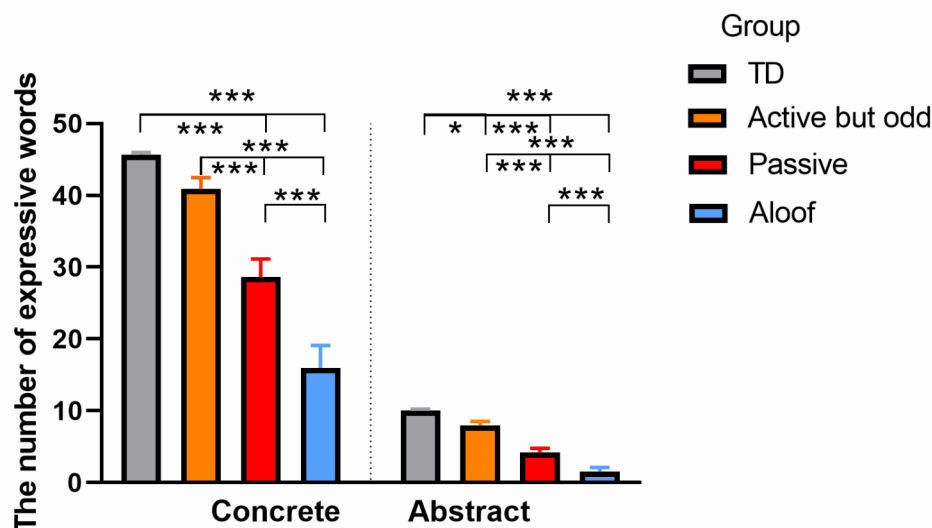 Group
TD
Active but odd
Passive
Aloof
The number of expressive words
50
40
30
20
10
0
***
***
***
***
***
***
*
***
***
***
***
Concrete
Abstract